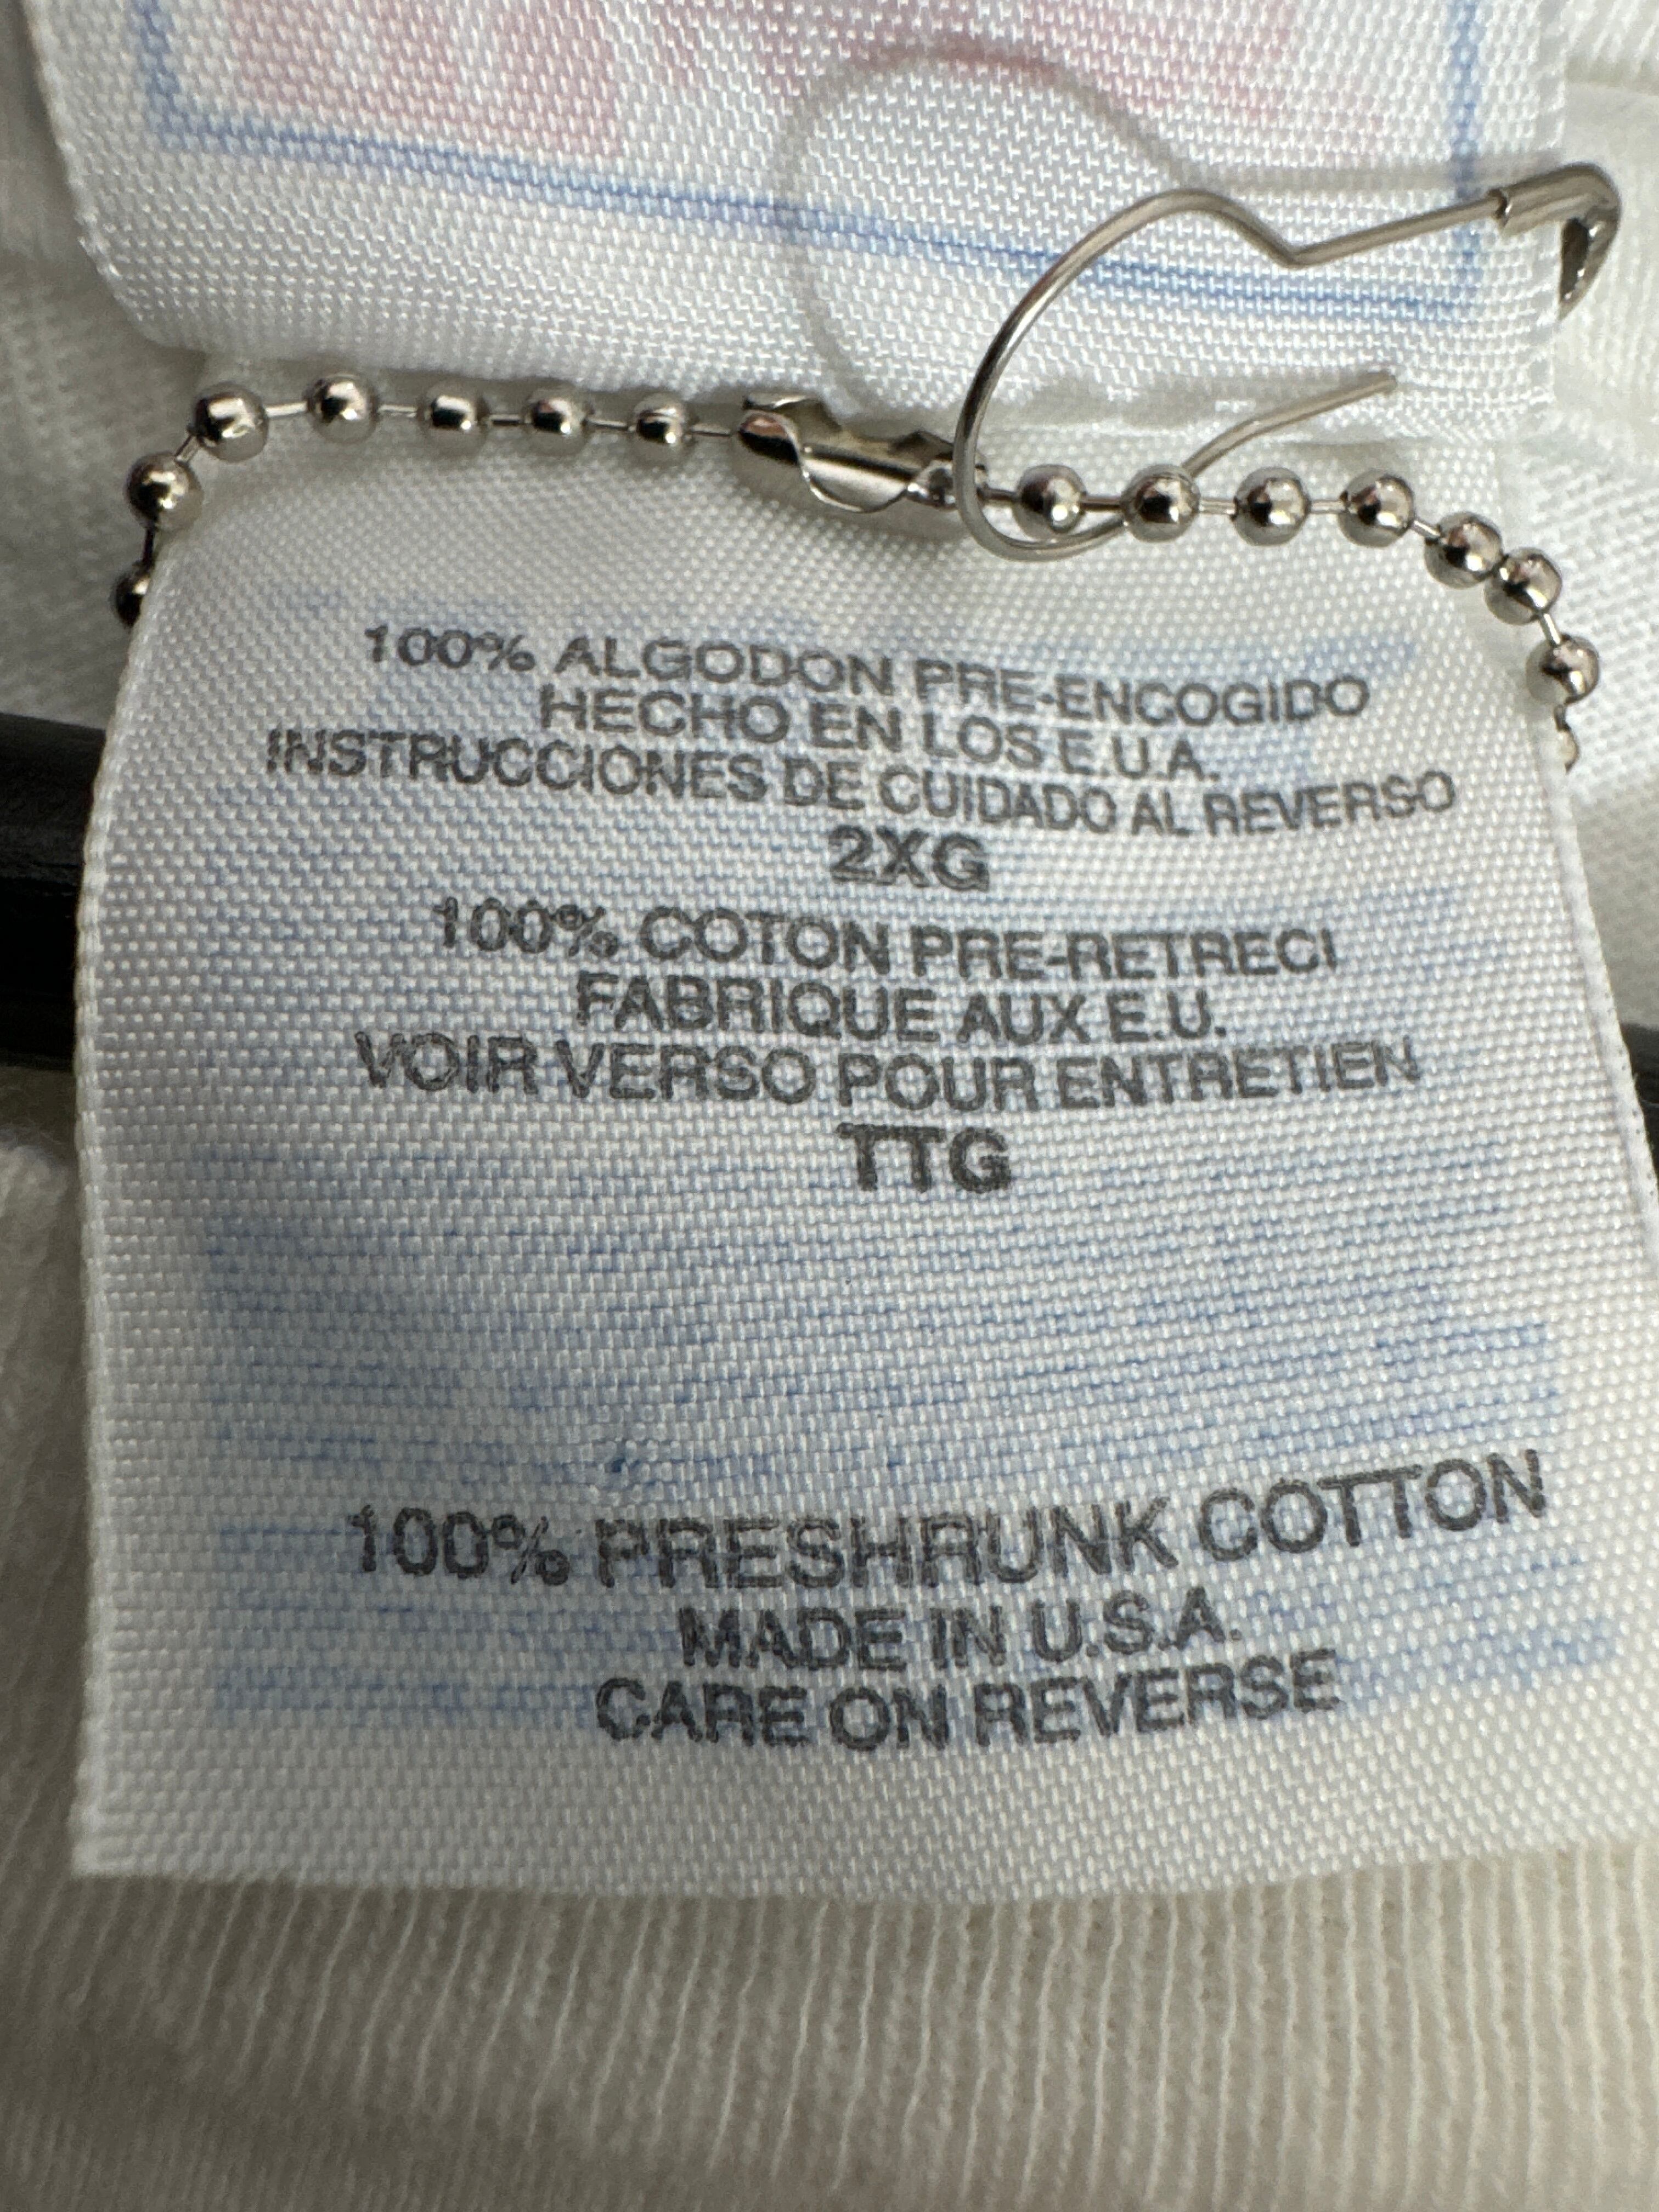 100% ALGODON PRE-ENCOGIDO
HECHO EN LOS E.U.A.
INSTRUCCIONES DE CUIDADO AL REVERSO
2XG
100% COTON PRE-RETRECI
FABRIQUE AUX E.U.
VOIR VERSO POUR ENTRETIEN
TTG
100% PRESHRUNK COTTON
MADE IN U.S.A.
CARE ON REVERSE